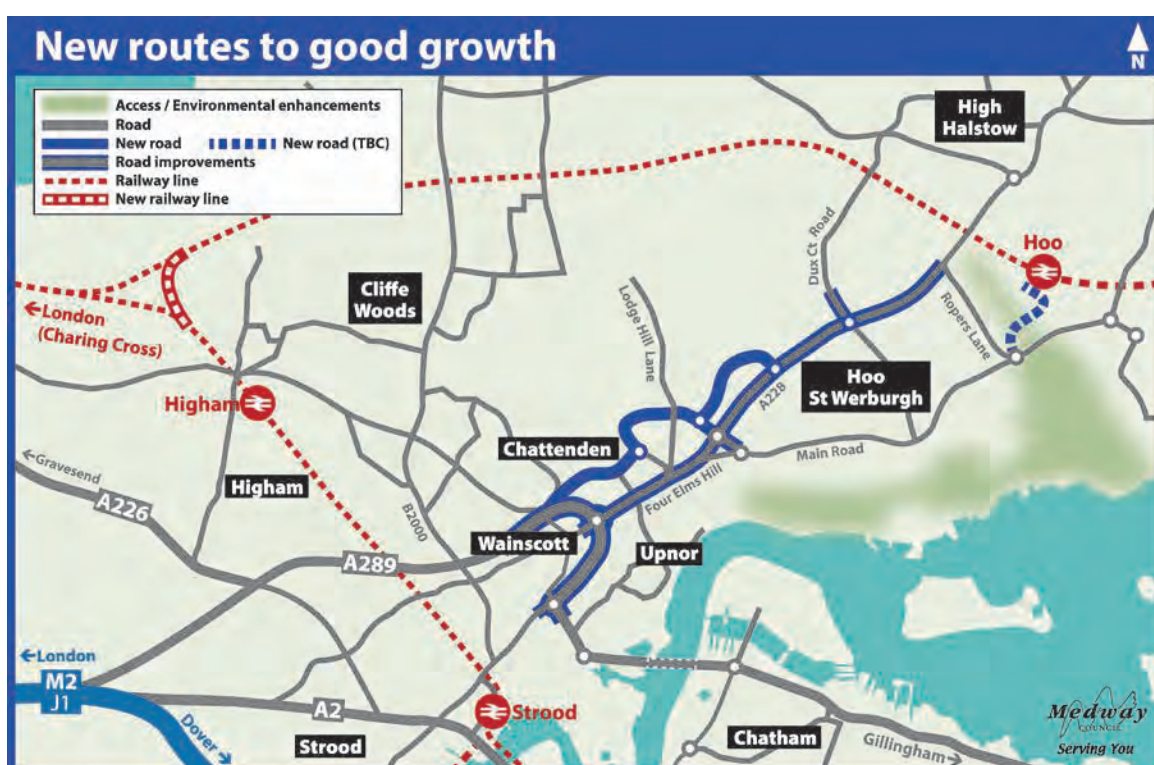 New routes to good growth
N
Access / Environmental enhancements
Road
New road
New road (TBC)
Road improvements
Railway line
New railway line
High
Halstow
Hoo
Dux Ct Road
Ropers Lane
Cliffe
Woods
Lodge Hill Lane
←London
(Charing Cross)
Hoo
St Werburgh
A228
Higham
Chattenden
Main Road
←Gravesend
Higham
Four Elms Hill
A226
B2000
Wainscott
Upnor
A289
←London
M2
J1
A2
Strood
Dover→
Strood
Chatham
Gillingham→
Medway
COUNCIL
Serving You